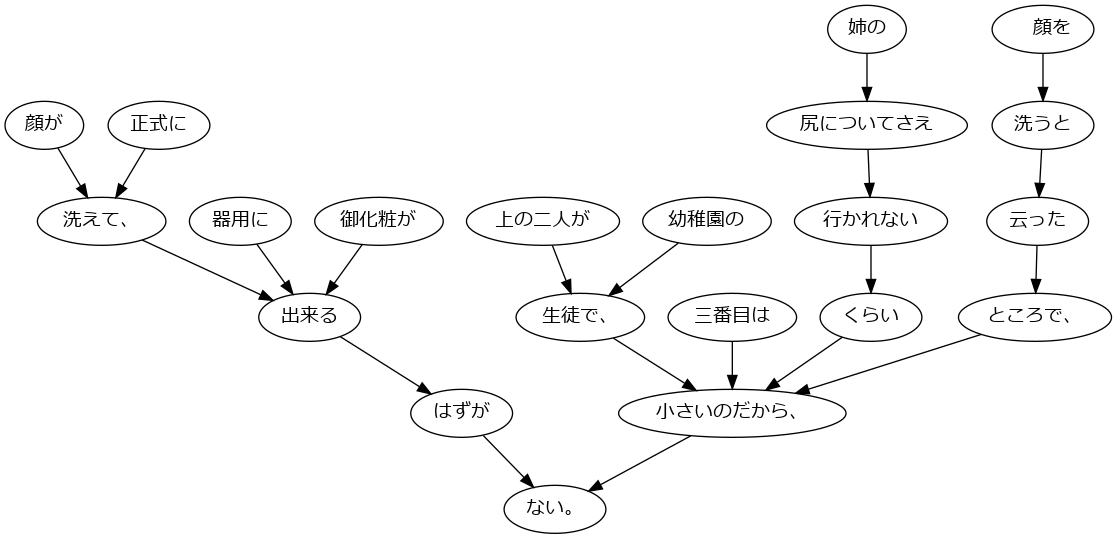 姉の
顔を
顔が
正式に
尻についてさえ
洗うと
洗えて、
器用に
御化粧が
上の二人が
幼稚園の
行かれない
云った
出来る
生徒で、
三番目は
くらい
ところで、
はずが
小さいのだから、
ない。